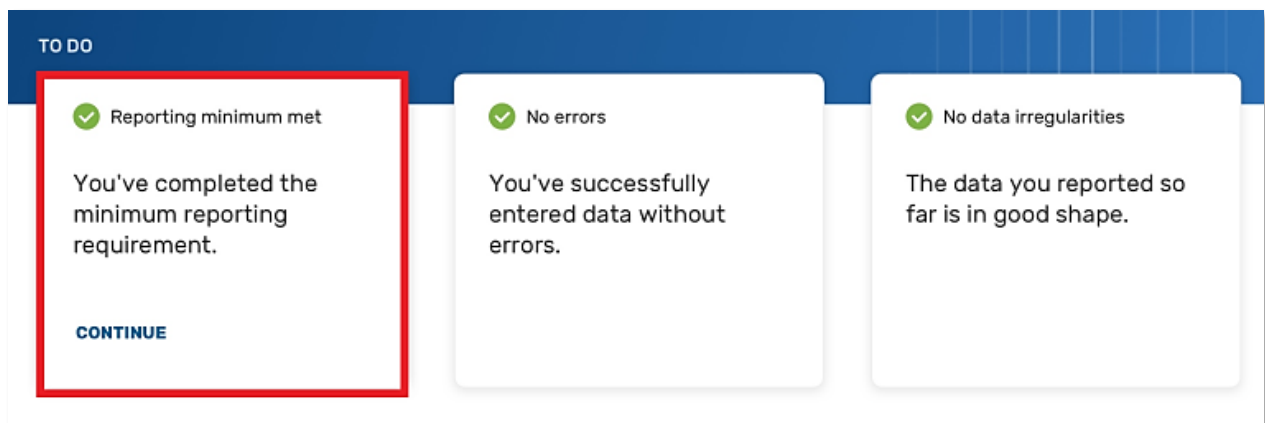 TO DO
Reporting minimum met
You've completed the
minimum reporting
requirement.
CONTINUE
No errors
You've successfully
entered data without
errors.
No data irregularities
The data you reported so
far is in good shape.